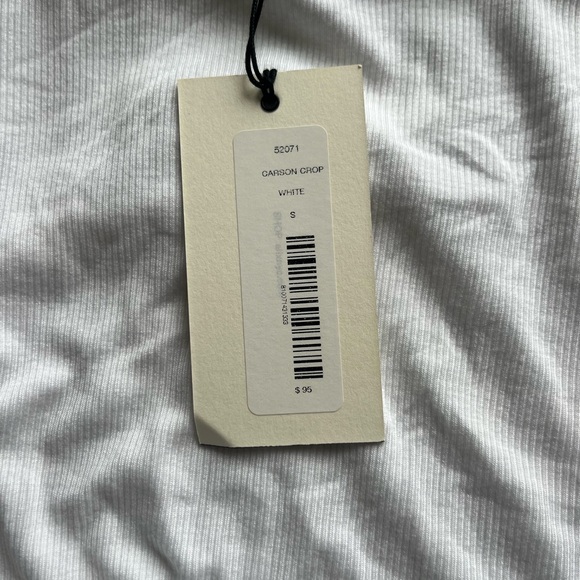 52071
CARSON CROP
WHITE
S
$ 95